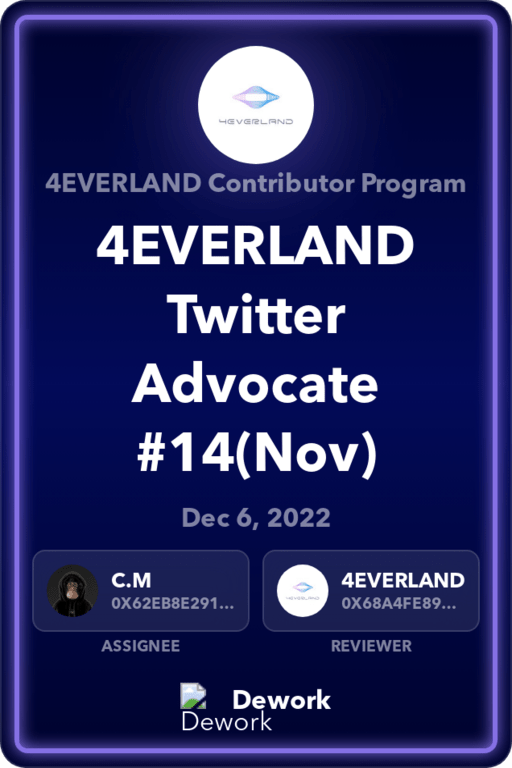 4EVERLAND
4EVERLAND Contributor Program
4EVERLAND
Twitter
Advocate
#14(Nov)
Dec 6, 2022
C.M
0X62EB8E291...
ASSIGNEE
4EVERLAND
4EVERLAND
0X68A4FE89...
REVIEWER
Dework
Dework